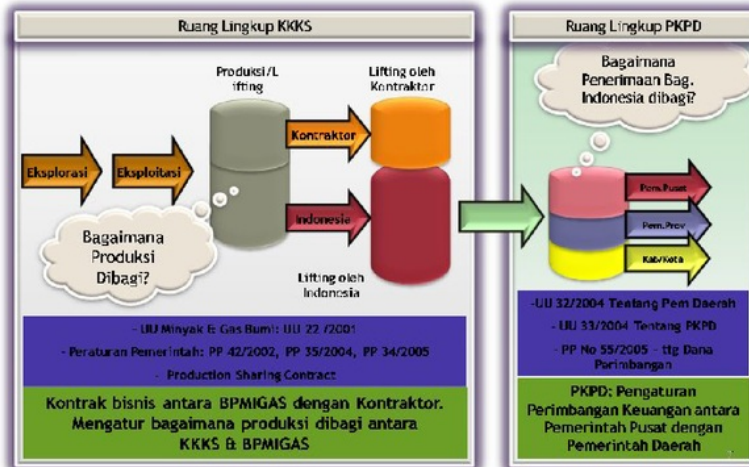 Ruang Lingkup KKKS
Produksi/L
ifting
Lifting oleh
Kontraktor
Kontraktor
Eksplorasi
Eksploitasi
Indonesia
Bagaimana
Produksi
Dibagi?
Lifting oleh
Indonesia
- UU Minyak & Gas Bumi: UU 22 /2001
- Peraturan Pemerintah: PP 42/2002, PP 35/2004, PP 34/2005
- Production Sharing Contract
Kontrak bisnis antara BPMIGAS dengan Kontraktor.
Mengatur bagaimana produksi dibagi antara
KKKS & BPMIGAS
Ruang Lingkup PKPD
Bagaimana
Penerimaan Bag.
Indonesia dibagi?
Pem.Pusat
Pem.Prov
Kab/Kota
-UU 32/2004 Tentang Pem Daerah
- UU 33/2004 Tentang PKPD
- PP No 55/2005 - ttg Dana
Perimbangan
PKPD: Pengaturan
Perimbangan Keuangan antara
Pemerintah Pusat dengan
Pemerintah Daerah